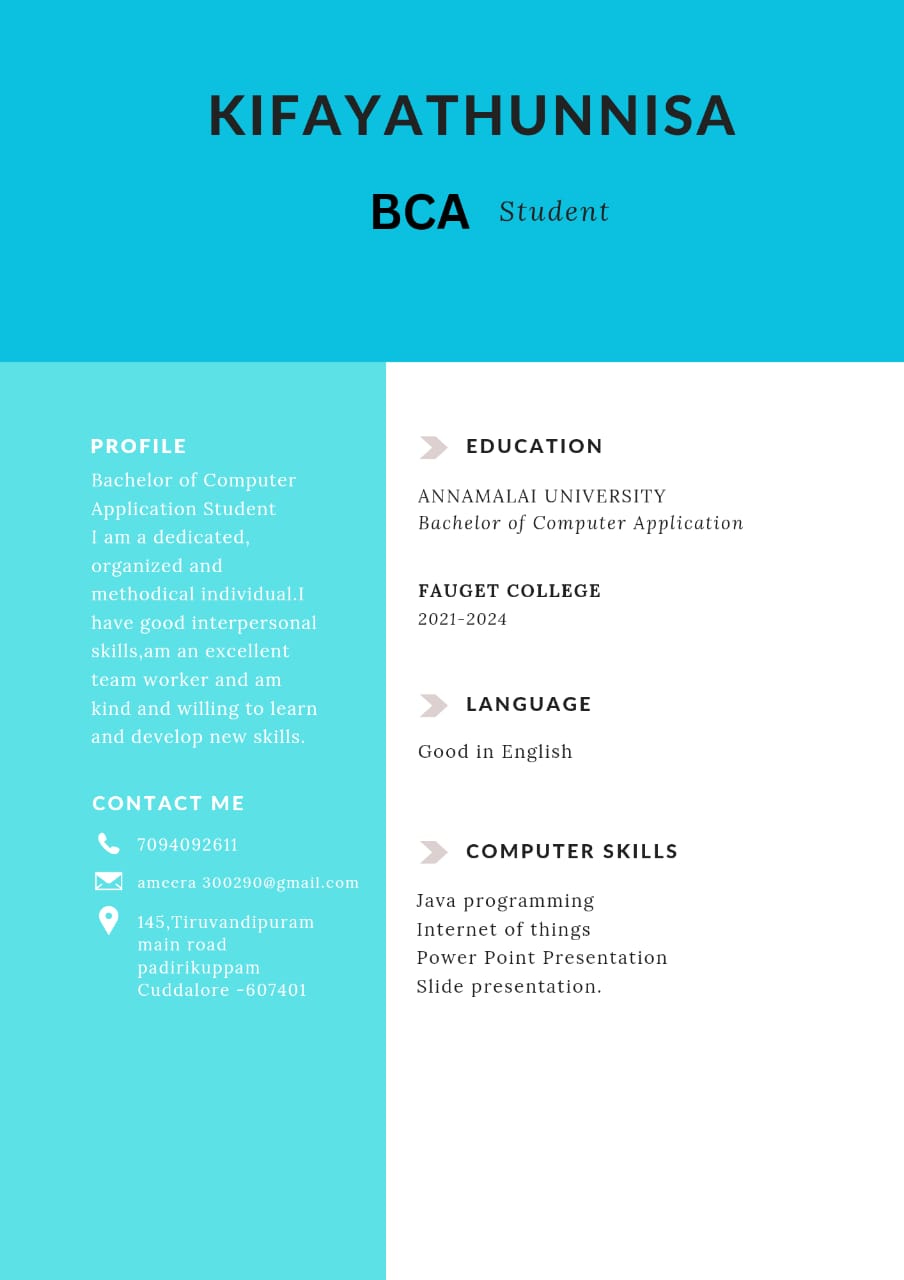 KIFAYATHUNNISA
BCA Student
PROFILE
Bachelor of Computer
Application Student
I am a dedicated,
organized and
methodical individual.I
have good interpersonal
skills,am an excellent
team worker and am
kind and willing to learn
and develop new skills.
CONTACT ME
7094092611
ameera 300290@gmail.com
145,Tiruvandipuram
main road
padirikuppam
Cuddalore -607401
EDUCATION
ANNAMALAI UNIVERSITY
Bachelor of Computer Application
FAUGET COLLEGE
2021-2024
LANGUAGE
Good in English
COMPUTER SKILLS
Java programming
Internet of things
Power Point Presentation
Slide presentation.